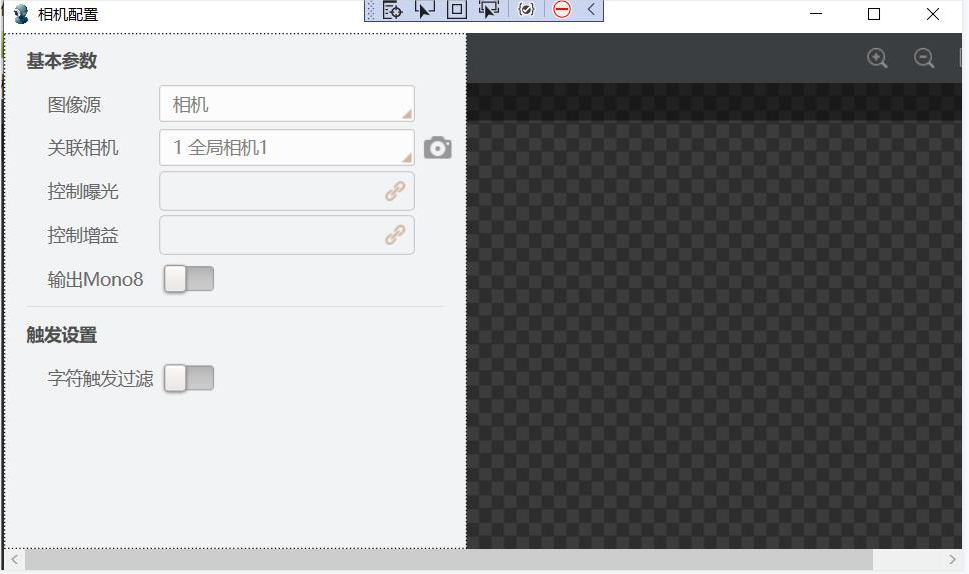 相机配置
基本参数
图像源 相机
关联相机 1 全局相机1
控制曝光
控制增益
输出Mono8
触发设置
字符触发过滤